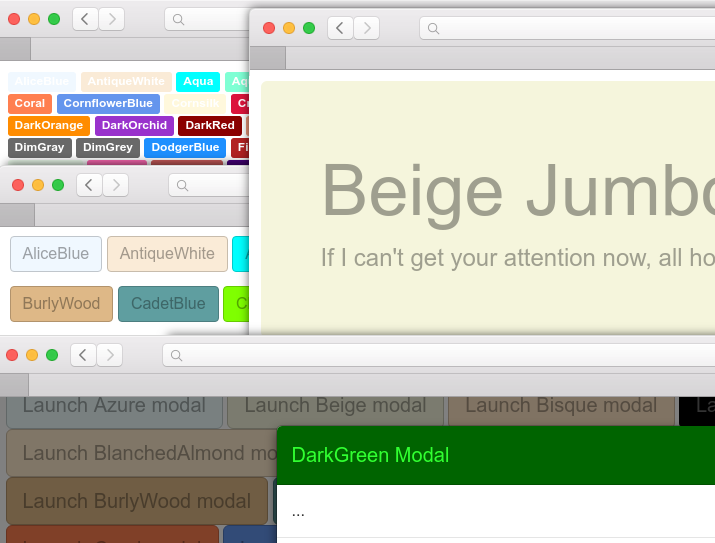 AliceBlue AntiqueWhite Aqua Aq
Coral CornflowerBlue Cornsilk Cr
DarkOrange DarkOrchid DarkRed
DimGray DimGrey DodgerBlue Fi
AliceBlue AntiqueWhite
BurlyWood CadetBlue C
Beige Jumbo
If I can't get your attention now, all ho
Launch Azure modal Launch Beige modal Launch Bisque modal La
Launch BlanchedAlmond mo
Launch BurlyWood modal
DarkGreen Modal
...